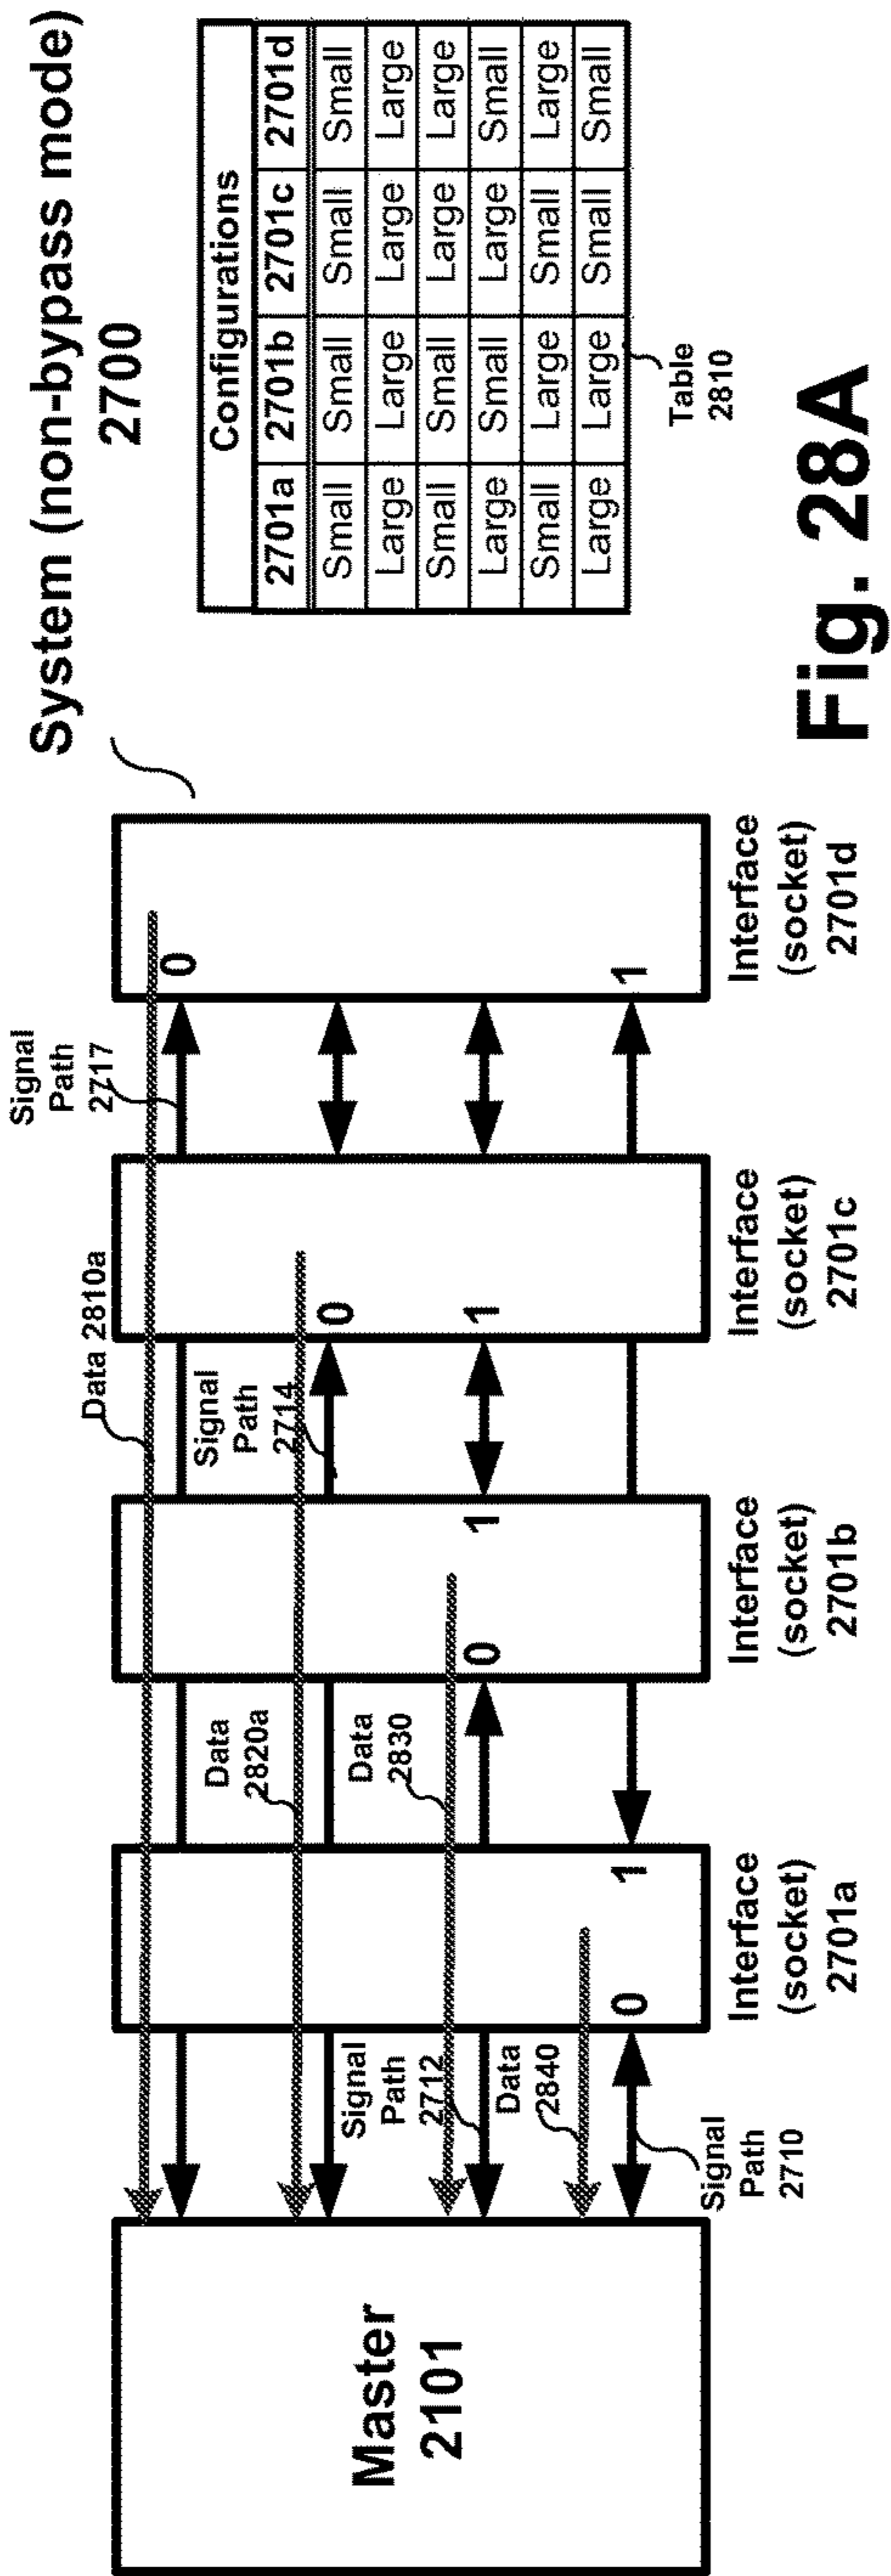 System (non-bypass mode)
2700
Configurations
2701a 2701b 2701c 2701d
Small Small Small Small
Large Large Large Large
Small Small Large Large
Large Small Large Small
Small Large Small Large
Large Large Small Small
Table
2810
Signal
Path
2717
Data 2810a
Signal
Path
2714
Data
2820a
Data
2830
Signal
Path
2712
Data
2840
Signal
Path
2710
0
1
0
1
0
1
0
1
Master
2101
Interface
(socket)
2701a
Interface
(socket)
2701b
Interface
(socket)
2701c
Interface
(socket)
2701d
Fig. 28A